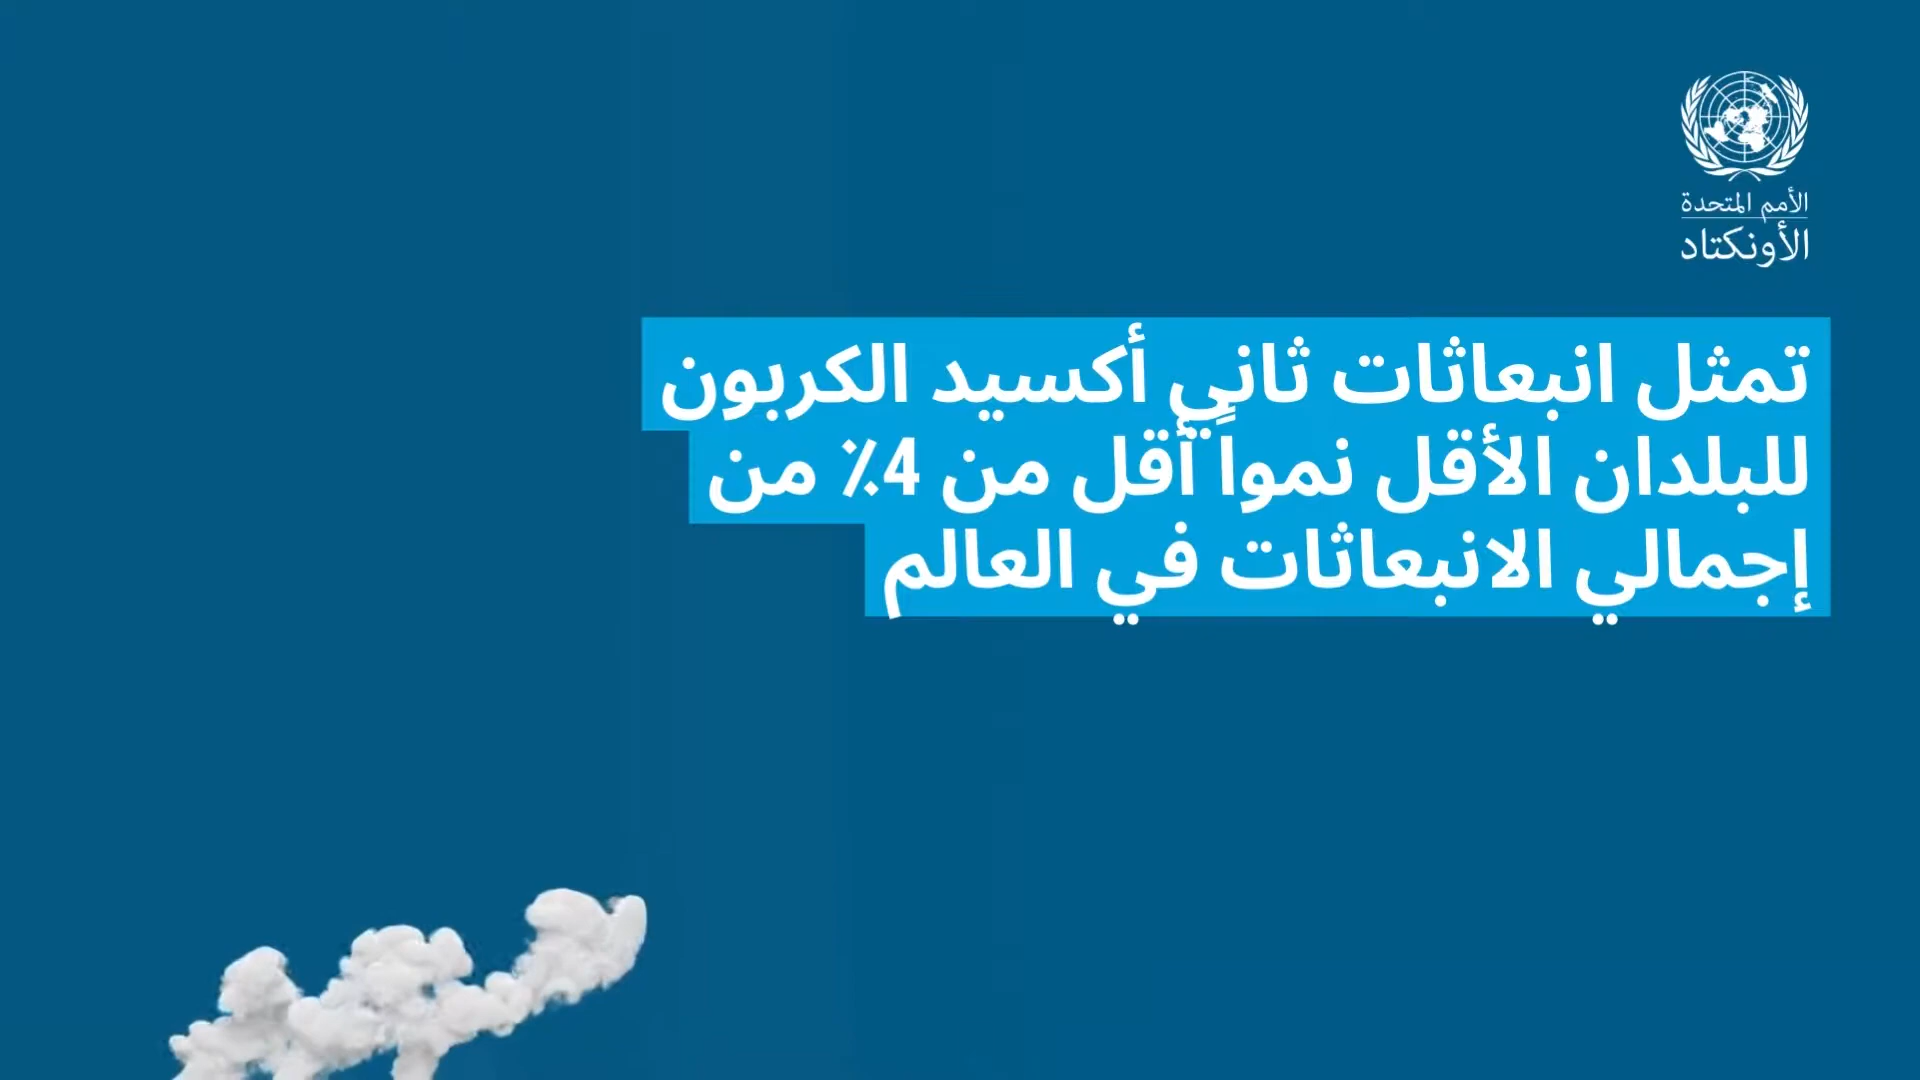 الأمم المتحدة
الأونكتاد
تمثل انبعاثات ثاني أكسيد الكربون
للبلدان الأقل نمواً أقل من 4٪ من
إجمالي الانبعاثات في العالم